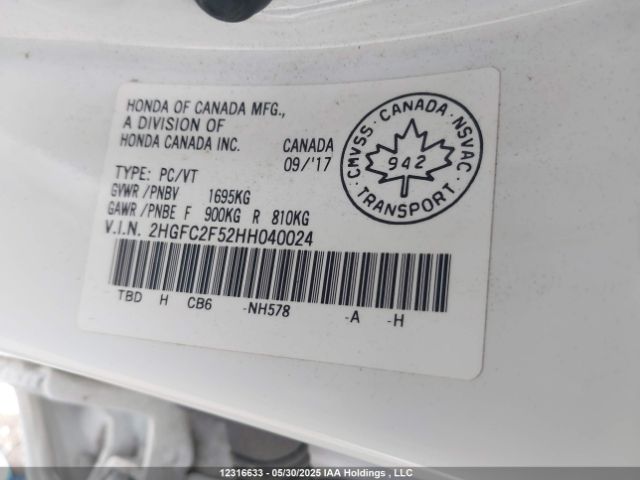 HONDA OF CANADA MFG.,
A DIVISION OF
HONDA CANADA INC.
CANADA
09/'17
TYPE: PC/VT
GVWR/PNBV 1695KG
GAWR/PNBE F 900KG R 810KG
V.I.N. 2HGFC2F52HH040024
TBD H CB6 -NH578 -A -H
CMVSS · CANADA · NSVAC ·
942
TRANSPORT
12316633 - 05/30/2025 IAA Holdings , LLC